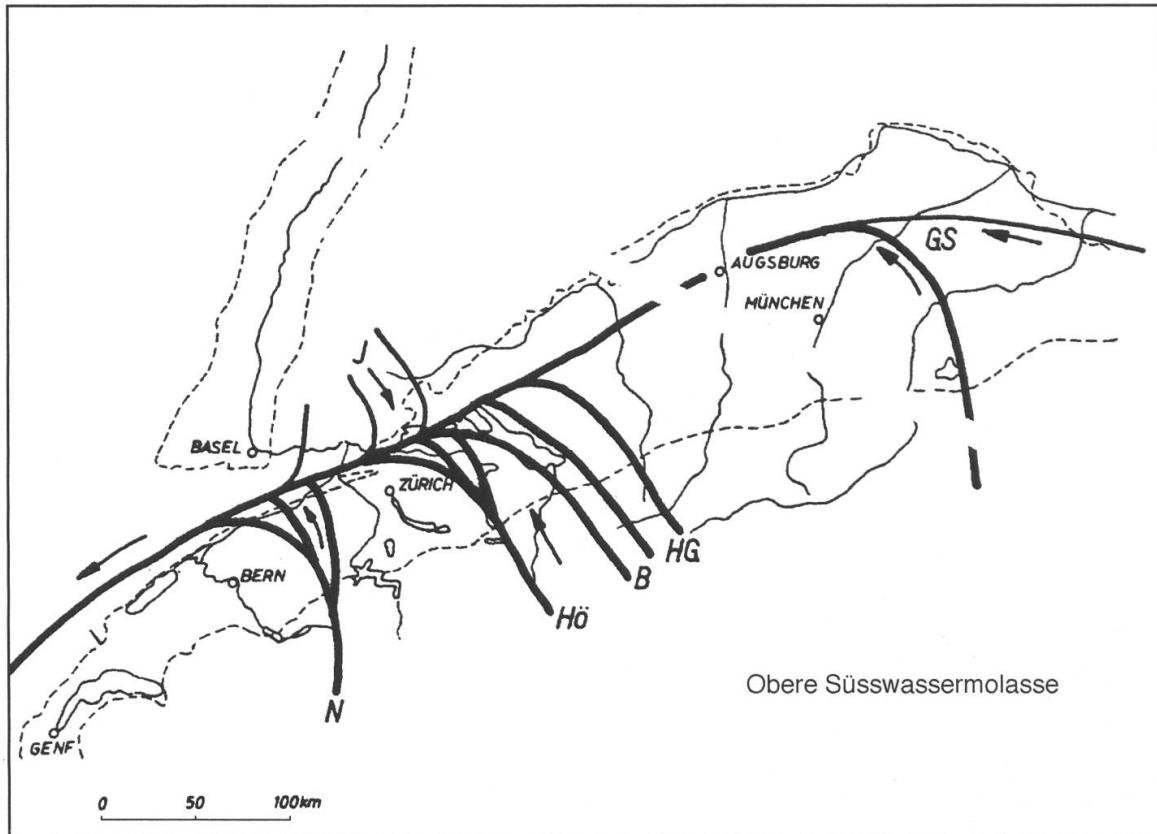 GS
AUGSBURG
MÜNCHEN
J
BASEL
ZÜRICH
HG
B
BERN
HÖ
Obere Süsswassermolasse
N
GENF
0 50 100km